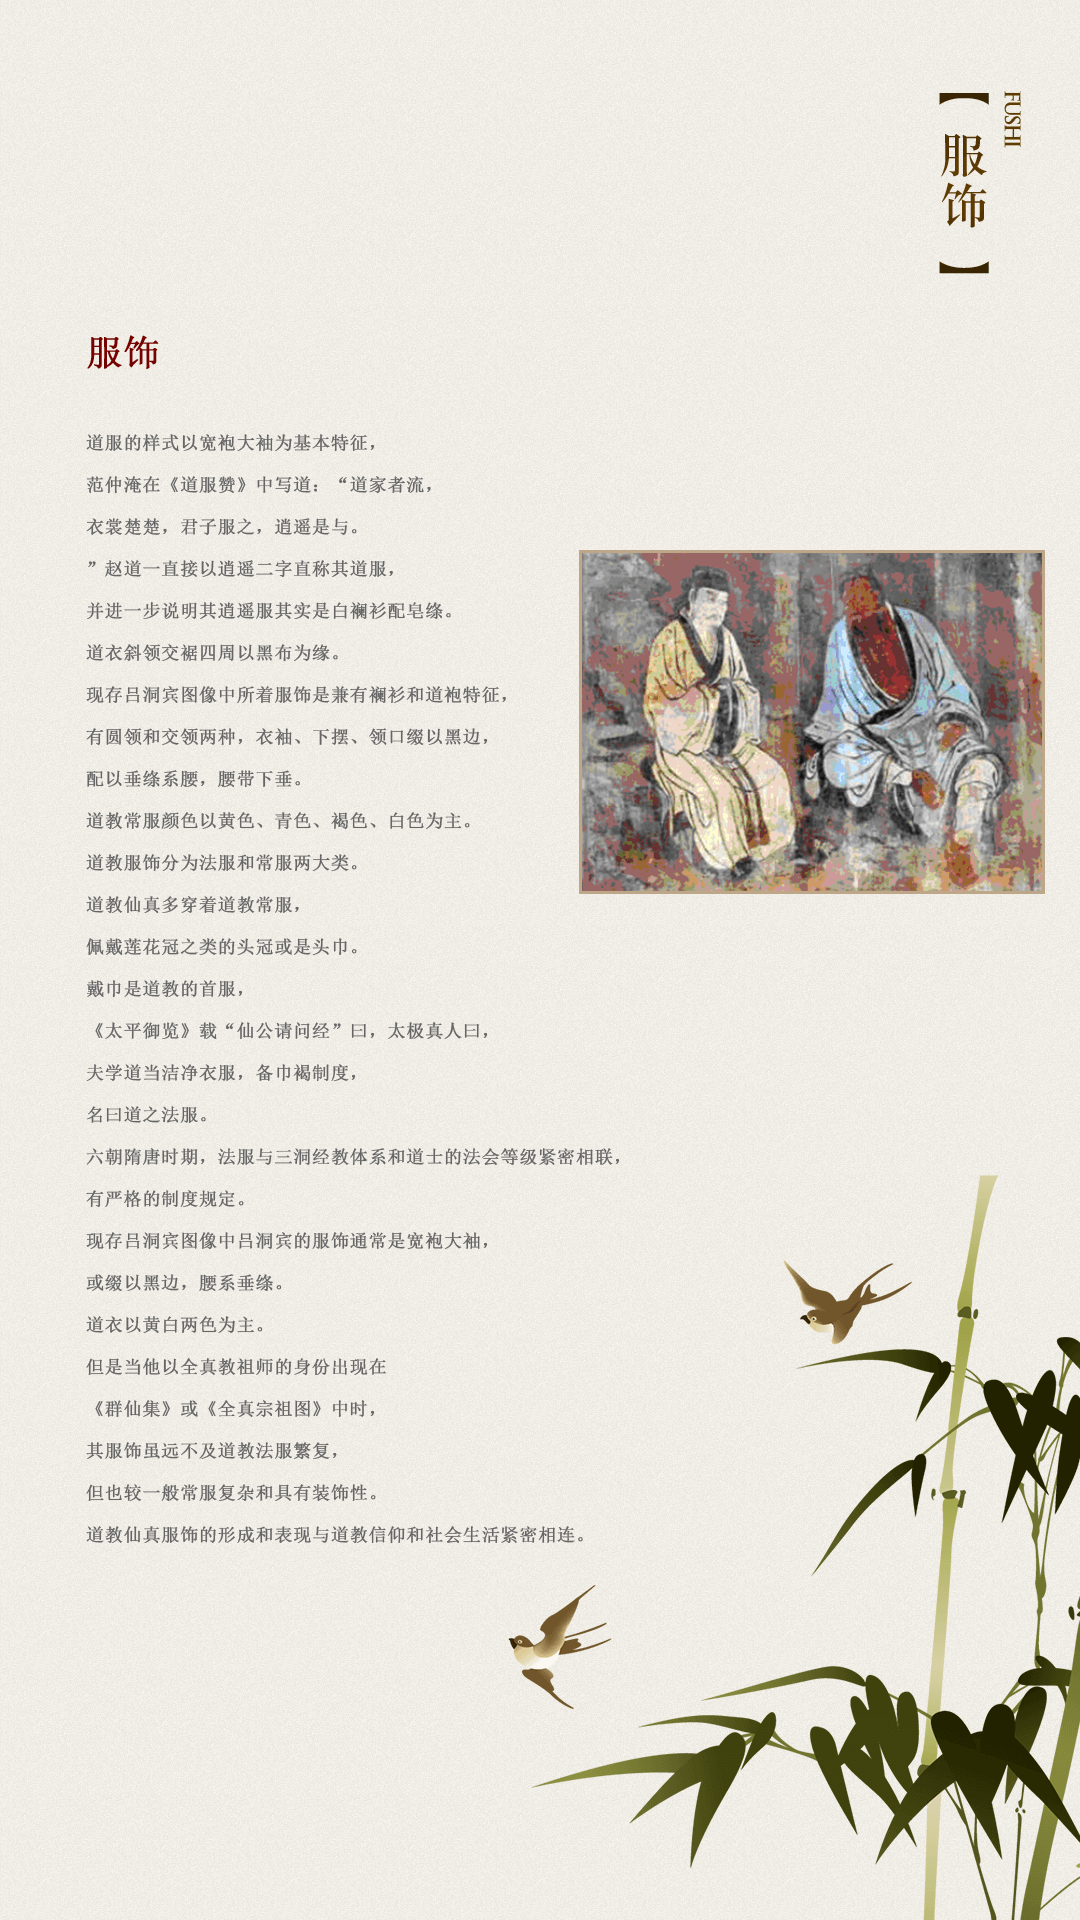 FUSHI
【服饰】
服饰
道服的样式以宽袍大袖为基本特征，
范仲淹在《道服赞》中写道：“道家者流，
衣裳楚楚，君子服之，逍遥是与。
”赵道一直接以逍遥二字直称其道服，
并进一步说明其逍遥服其实是白襕衫配皂绦。
道衣斜领交裾四周以黑布为缘。
现存吕洞宾图像中所着服饰是兼有襕衫和道袍特征，
有圆领和交领两种，衣袖、下摆、领口缀以黑边，
配以垂绦系腰，腰带下垂。
道教常服颜色以黄色、青色、褐色、白色为主。
道教服饰分为法服和常服两大类。
道教仙真多穿着道教常服，
佩戴莲花冠之类的头冠或是头巾。
戴巾是道教的首服，
《太平御览》载“仙公请问经”曰，太极真人曰，
夫学道当洁净衣服，备巾褐制度，
名曰道之法服。
六朝隋唐时期，法服与三洞经教体系和道士的法会等级紧密相联，
有严格的制度规定。
现存吕洞宾图像中吕洞宾的服饰通常是宽袍大袖，
或缀以黑边，腰系垂绦。
道衣以黄白两色为主。
但是当他以全真教祖师的身份出现在
《群仙集》或《全真宗祖图》中时，
其服饰虽远不及道教法服繁复，
但也较一般常服复杂和具有装饰性。
道教仙真服饰的形成和表现与道教信仰和社会生活紧密相连。